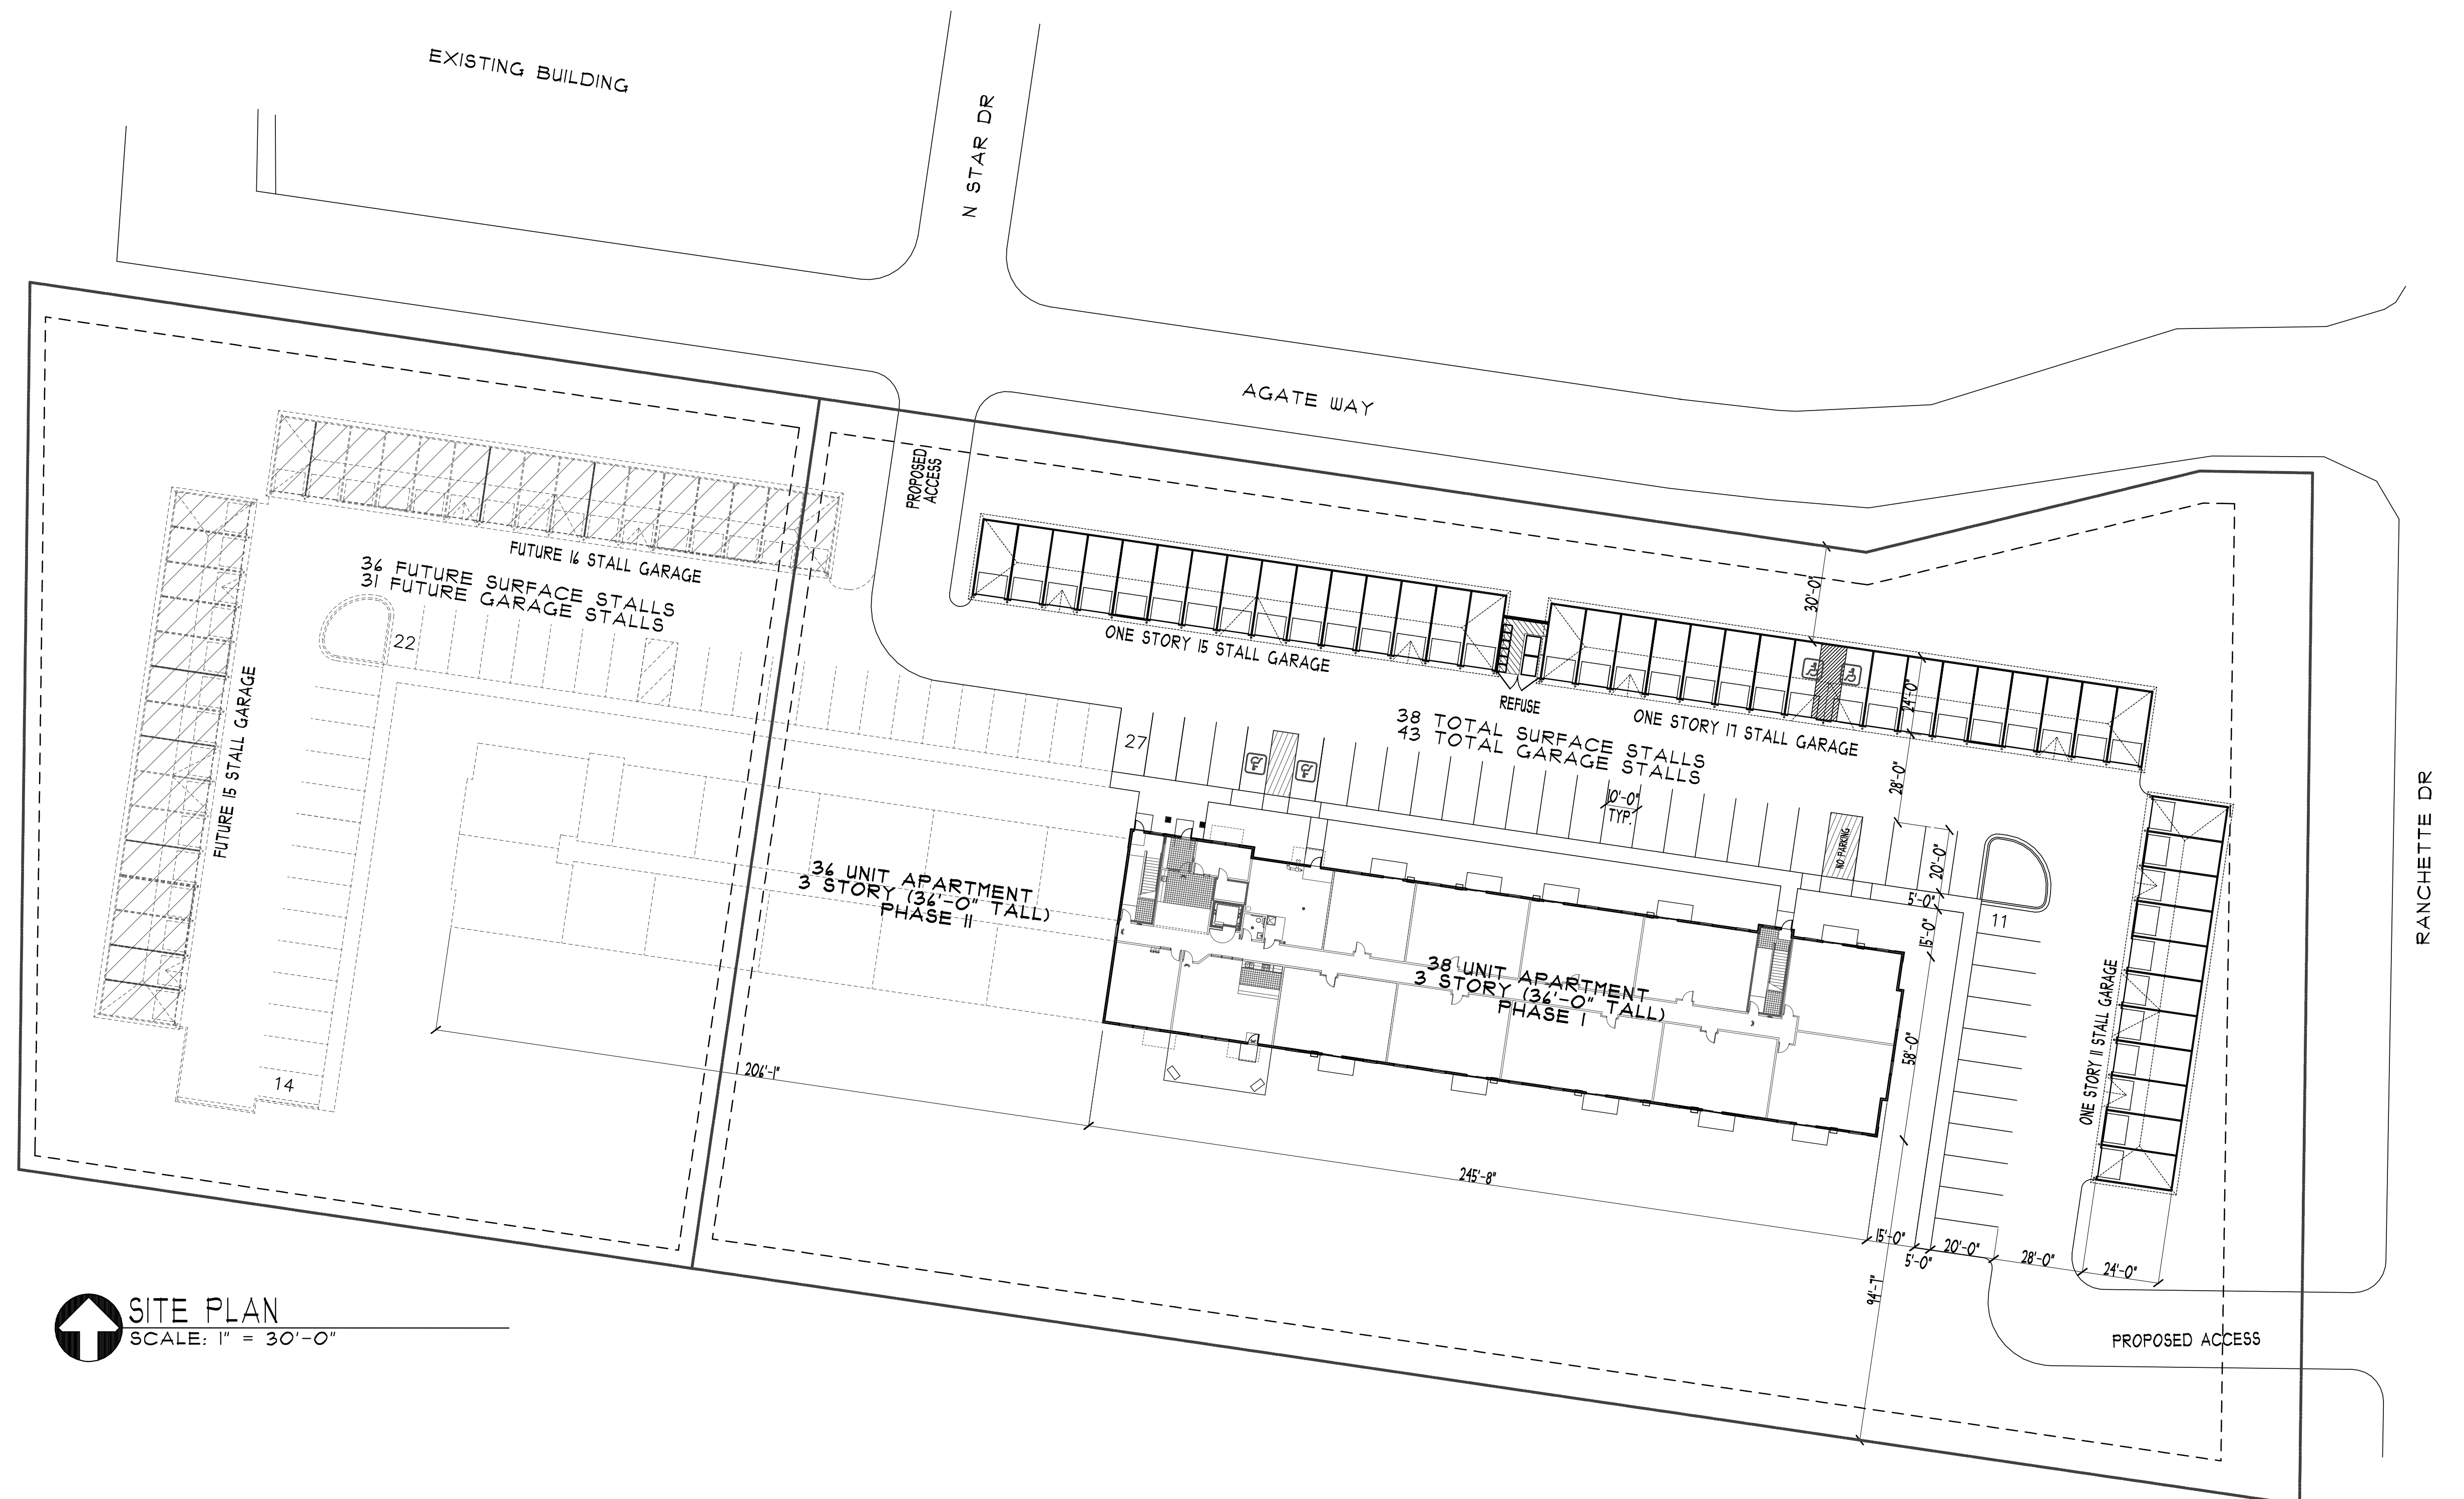 EXISTING BUILDING
N STAR DR
AGATE WAY
PROPOSED
ACCESS
FUTURE 16 STALL GARAGE
36 FUTURE SURFACE STALLS
31 FUTURE GARAGE STALLS
22
FUTURE 15 STALL GARAGE
14
ONE STORY 15 STALL GARAGE
REFUSE
30'-0"
24'-0"
ONE STORY 17 STALL GARAGE
38 TOTAL SURFACE STALLS
43 TOTAL GARAGE STALLS
27
10'-0"
TYP.
28'-0"
NO PARKING
20'-0"
5'-0"
15'-0"
11
RANCHETTE DR
36 UNIT APARTMENT
3 STORY (36'-0" TALL)
PHASE II
38 UNIT APARTMENT
3 STORY (36'-0" TALL)
PHASE I
58'-0"
ONE STORY 11 STALL GARAGE
206'-1"
245'-8"
15'-0"
5'-0"
20'-0"
28'-0"
24'-0"
94'-7"
PROPOSED ACCESS
SITE PLAN
SCALE: 1" = 30'-0"